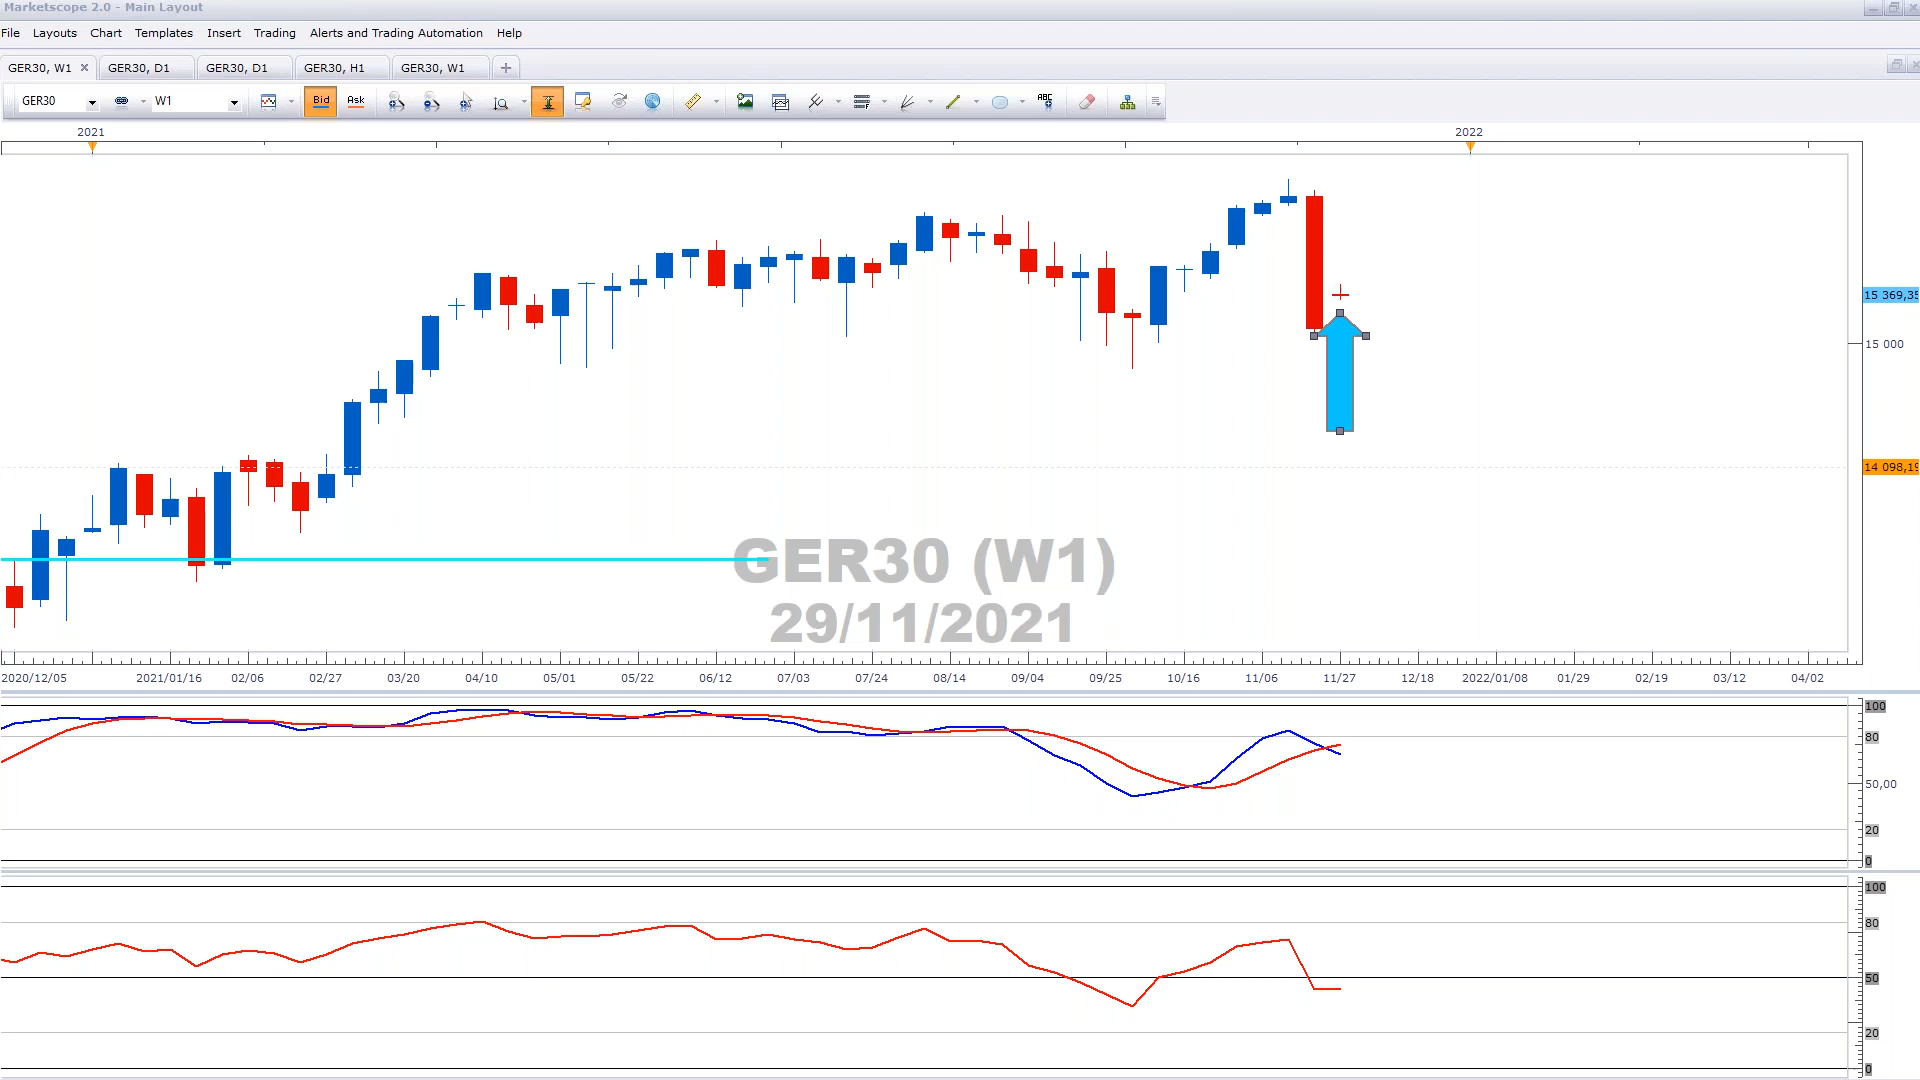 Marketscope 2.0 - Main Layout
File Layouts Chart Templates Insert Trading Alerts and Trading Automation Help
GER30, W1 GER30, D1 GER30, D1 GER30, H1 GER30, W1
GER30 W1 Bid Ask ABC
2021 2022
15 369,35
15 000
14 098,19
GER30 (W1)
29/11/2021
2020/12/05 2021/01/16 02/06 02/27 03/20 04/10 05/01 05/22 06/12 07/03 07/24 08/14 09/04 09/25 10/16 11/06 11/27 12/18 2022/01/08 01/29 02/19 03/12 04/02
100
80
50,00
20
0
100
80
50
20
0